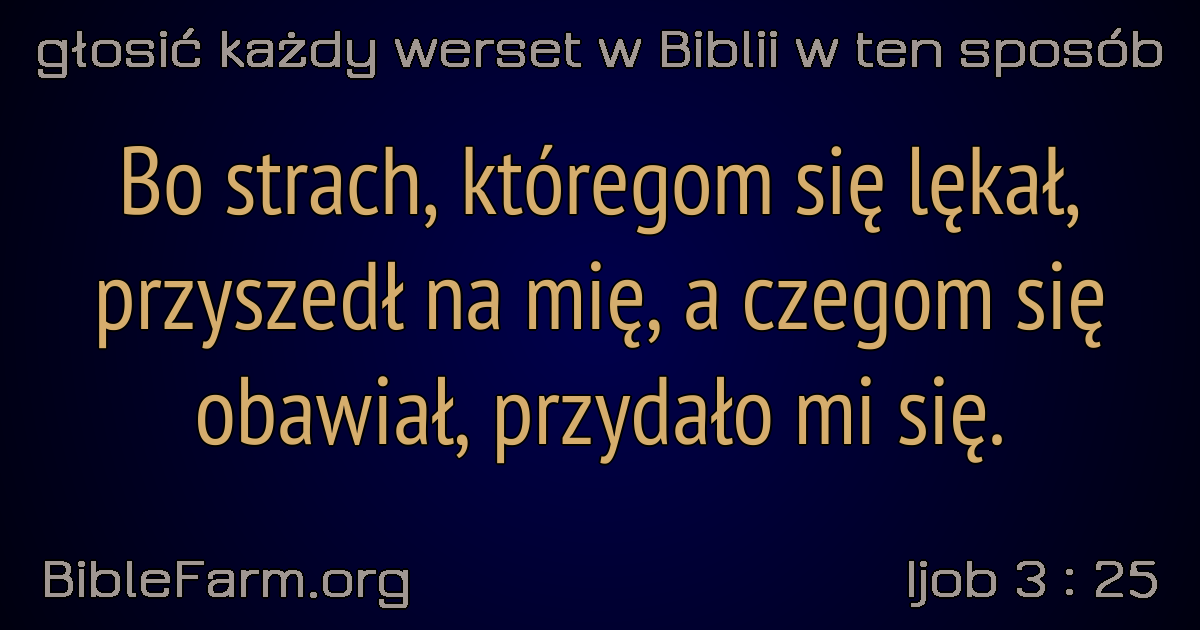 głosić każdy werset w Biblii w ten sposób
Bo strach, któregom się lękał,
przyszedł na mię, a czegom się
obawiał, przydało mi się.
BibleFarm.org
Ijob 3 : 25